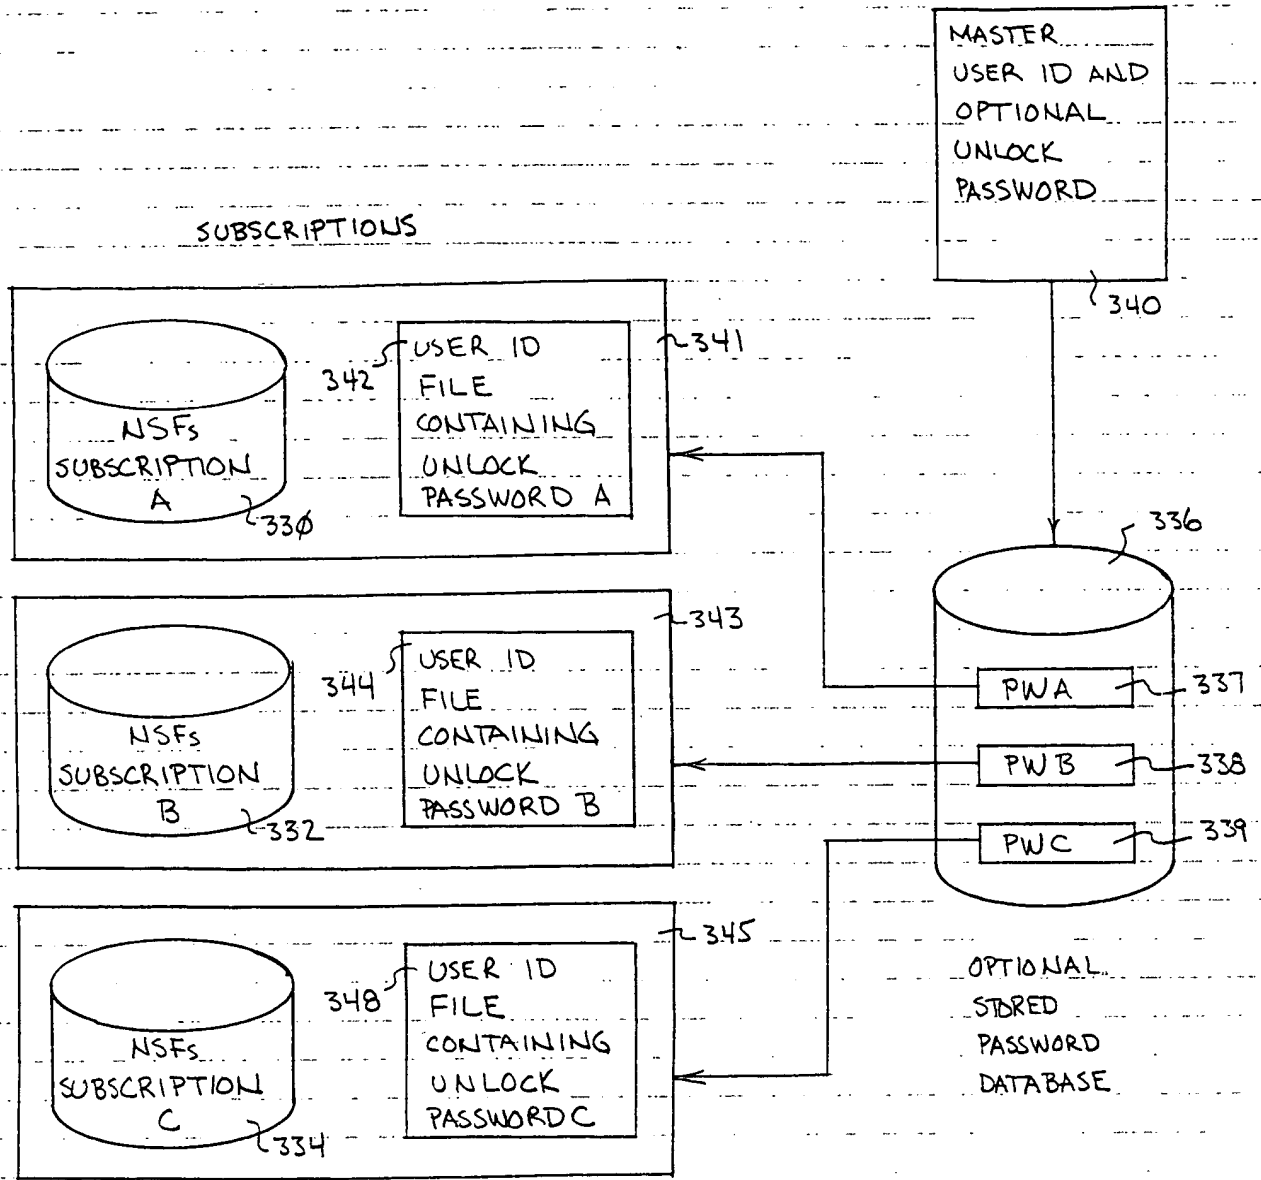 MASTER
USER ID AND
OPTIONAL
UNLOCK
PASSWORD
340
SUBSCRIPTIONS
341
342
USER ID
FILE
CONTAINING
UNLOCK
PASSWORD A
NSFs
SUBSCRIPTION
A
330
336
343
344
USER ID
FILE
CONTAINING
UNLOCK
PASSWORD B
NSFs
SUBSCRIPTION
B
332
PWA
337
PWB
338
PWC
339
345
348
USER ID
FILE
CONTAINING
UNLOCK
PASSWORD C
NSFs
SUBSCRIPTION
C
334
OPTIONAL
STORED
PASSWORD
DATABASE